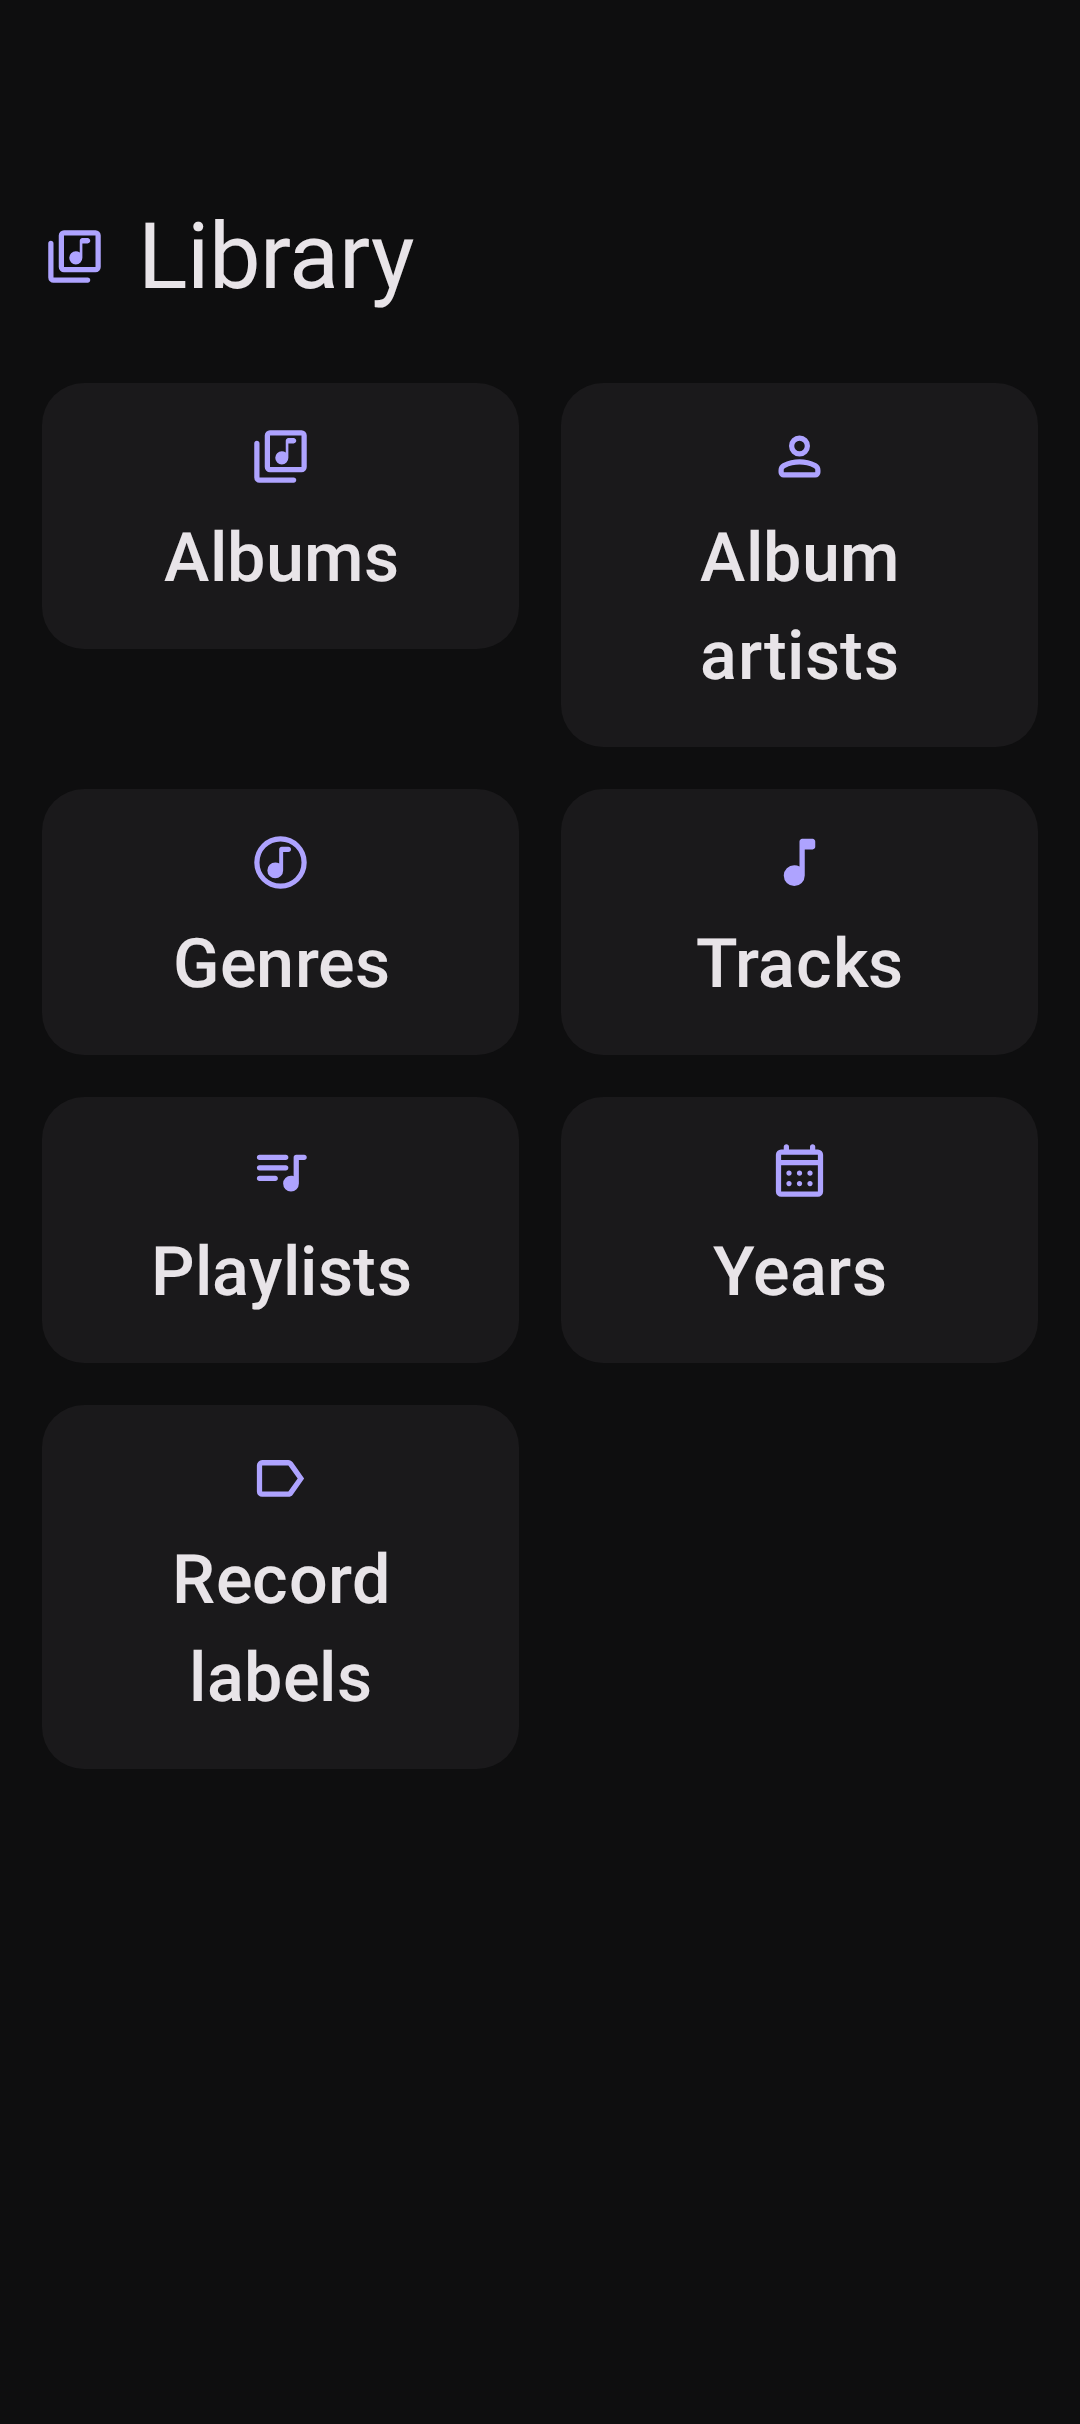 Library
Albums
Album
artists
Genres
Tracks
Playlists
Years
Record
labels